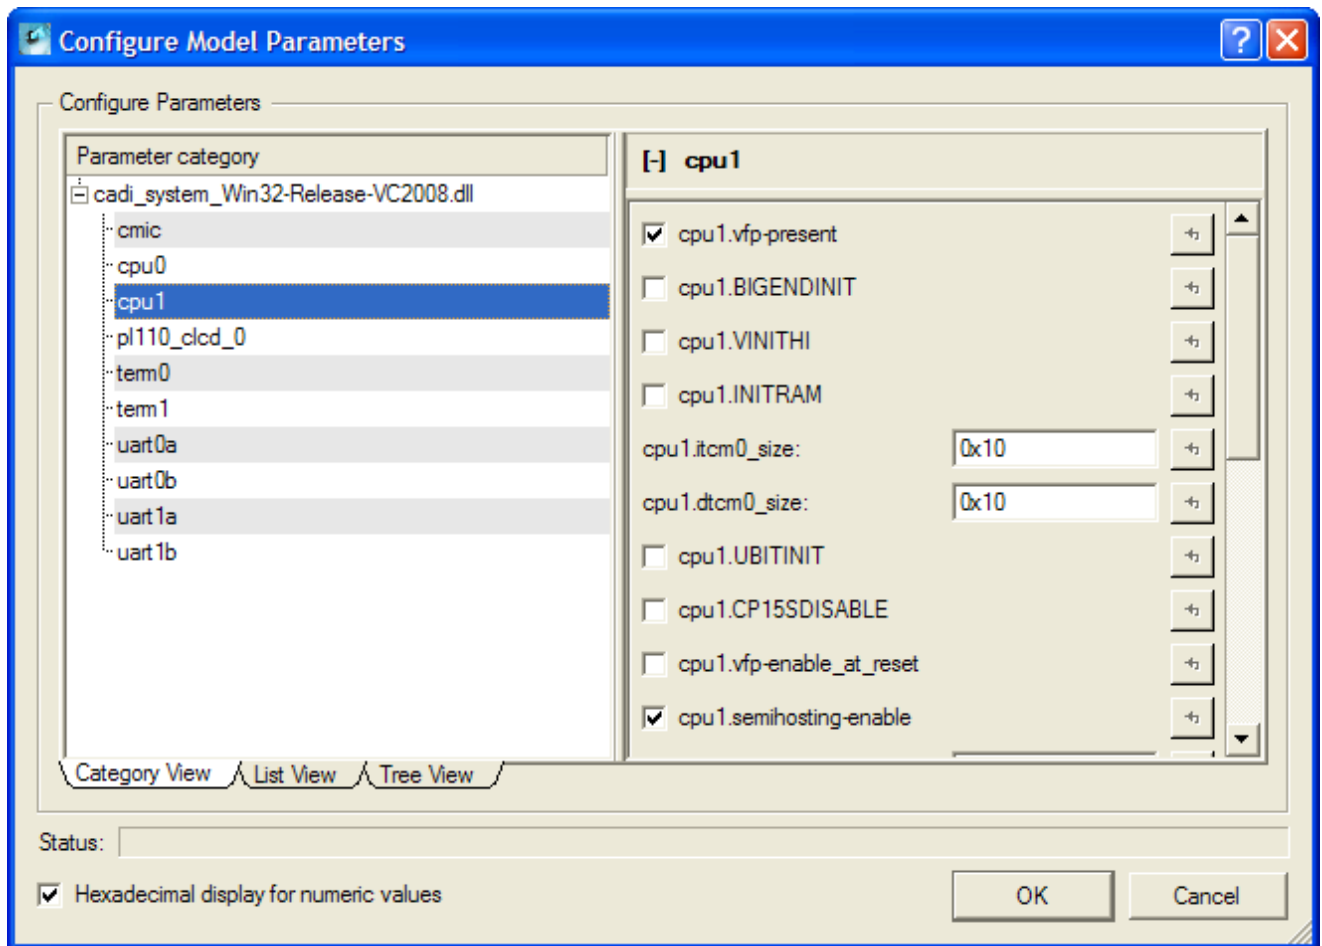 Configure Model Parameters
Configure Parameters
Parameter category
cadi_system_Win32-Release-VC2008.dll
cmic
cpu0
cpu1
pl110_clcd_0
term0
term1
uart0a
uart0b
uart1a
uart1b
[-] cpu1
cpu1.vfp-present
cpu1.BIGENDINIT
cpu1.VINITHI
cpu1.INITRAM
cpu1.itcm0_size: 0x10
cpu1.dtcm0_size: 0x10
cpu1.UBITINIT
cpu1.CP15SDISABLE
cpu1.vfp-enable_at_reset
cpu1.semihosting-enable
Category View List View Tree View
Status:
Hexadecimal display for numeric values
OK Cancel